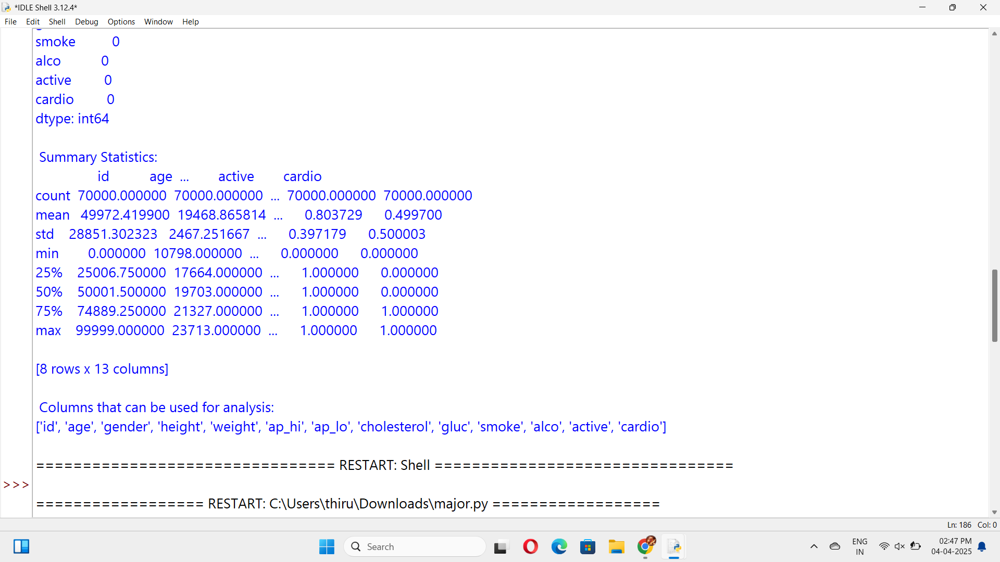 *IDLE Shell 3.12.4*
File Edit Shell Debug Options Window Help
smoke 0
alco 0
active 0
cardio 0
dtype: int64
Summary Statistics:
id age ... active cardio
count 70000.000000 70000.000000 ... 70000.000000 70000.000000
mean 49972.419900 19468.865814 ... 0.803729 0.499700
std 28851.302323 2467.251667 ... 0.397179 0.500003
min 0.000000 10798.000000 ... 0.000000 0.000000
25% 25006.750000 17664.000000 ... 1.000000 0.000000
50% 50001.500000 19703.000000 ... 1.000000 0.000000
75% 74889.250000 21327.000000 ... 1.000000 1.000000
max 99999.000000 23713.000000 ... 1.000000 1.000000
[8 rows x 13 columns]
Columns that can be used for analysis:
['id', 'age', 'gender', 'height', 'weight', 'ap_hi', 'ap_lo', 'cholesterol', 'gluc', 'smoke', 'alco', 'active', 'cardio']
================================ RESTART: Shell ================================
>>>
================== RESTART: C:\Users\thiru\Downloads\major.py ==================
Ln: 186 Col: 0
Search
ENG
IN
02:47 PM
04-04-2025